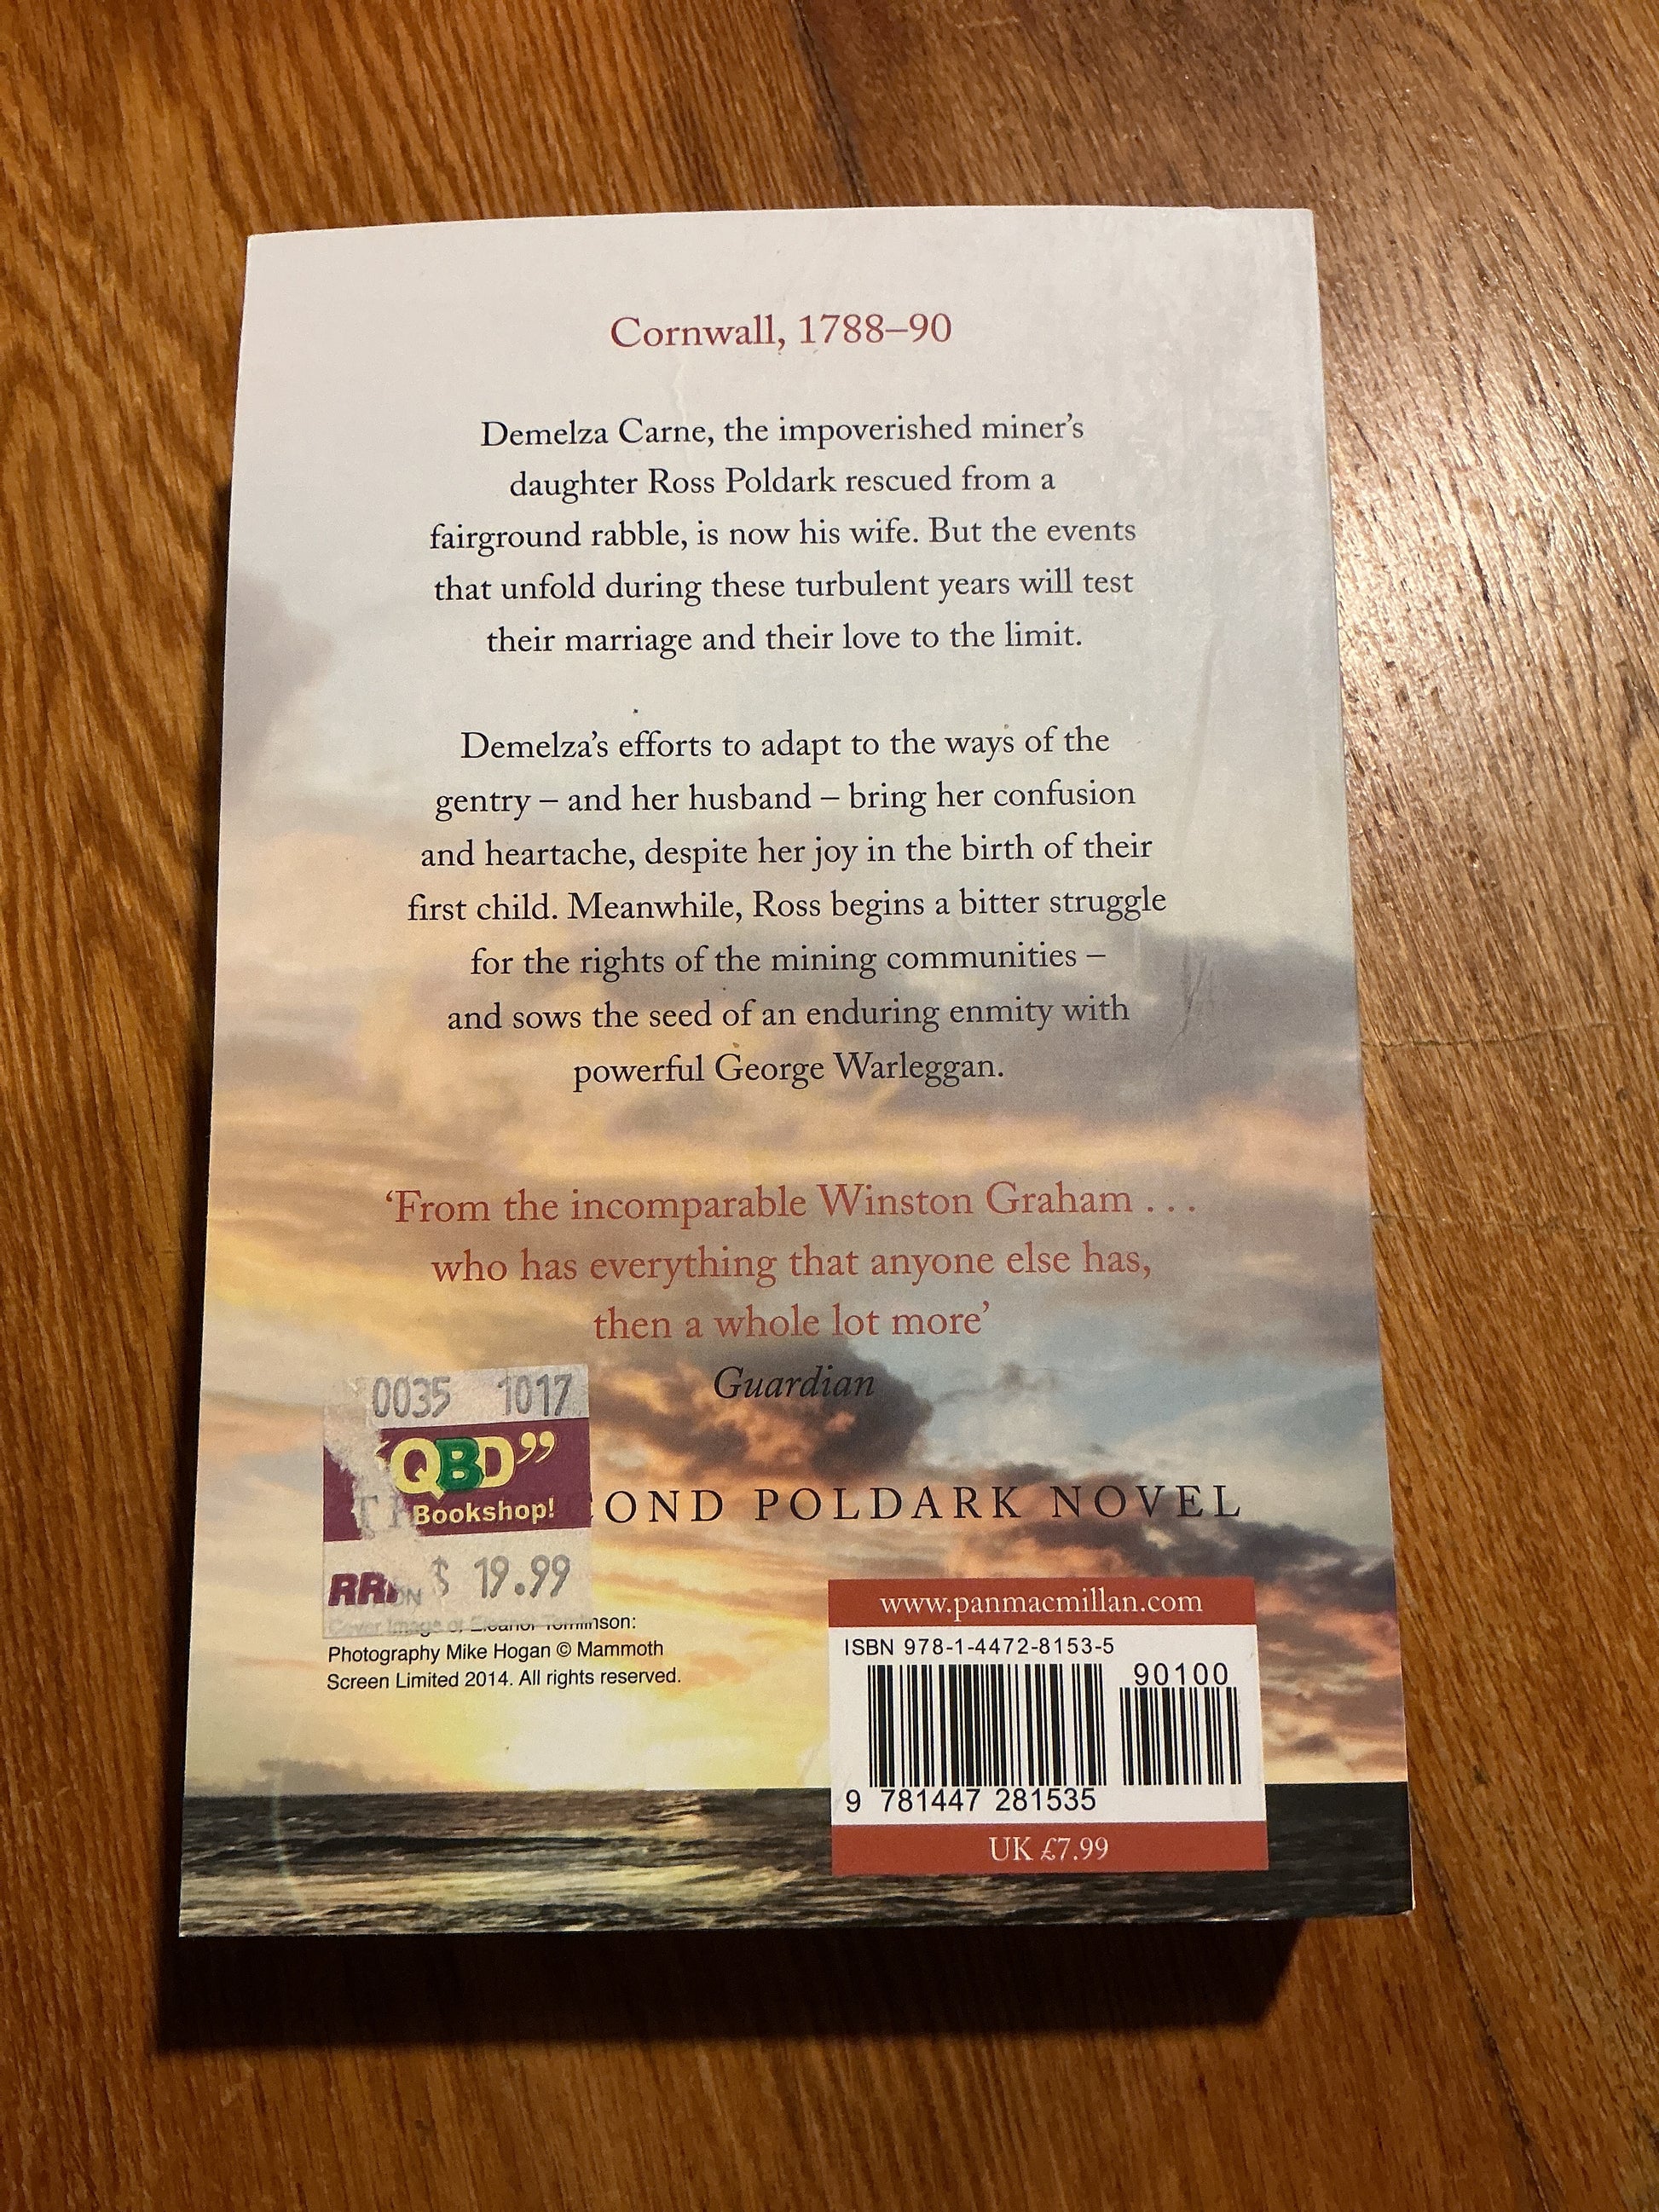 Cornwall, 1788–90
Demelza Carne, the impoverished miner’s
daughter Ross Poldark rescued from a
fairground rabble, is now his wife. But the events
that unfold during these turbulent years will test
their marriage and their love to the limit.
Demelza’s efforts to adapt to the ways of the
gentry – and her husband – bring her confusion
and heartache, despite her joy in the birth of their
first child. Meanwhile, Ross begins a bitter struggle
for the rights of the mining communities –
and sows the seed of an enduring enmity with
powerful George Warleggan.
‘From the incomparable Winston Graham . . .
who has everything that anyone else has,
then a whole lot more’
Guardian
0035 1017
“QBD”
Bookshop!
OND POLDARK NOVEL
$ 19.99
Cover Image of Eleanor Tomlinson:
Photography Mike Hogan © Mammoth
Screen Limited 2014. All rights reserved.
www.panmacmillan.com
ISBN 978-1-4472-8153-5
90100
9 781447 281535
UK £7.99